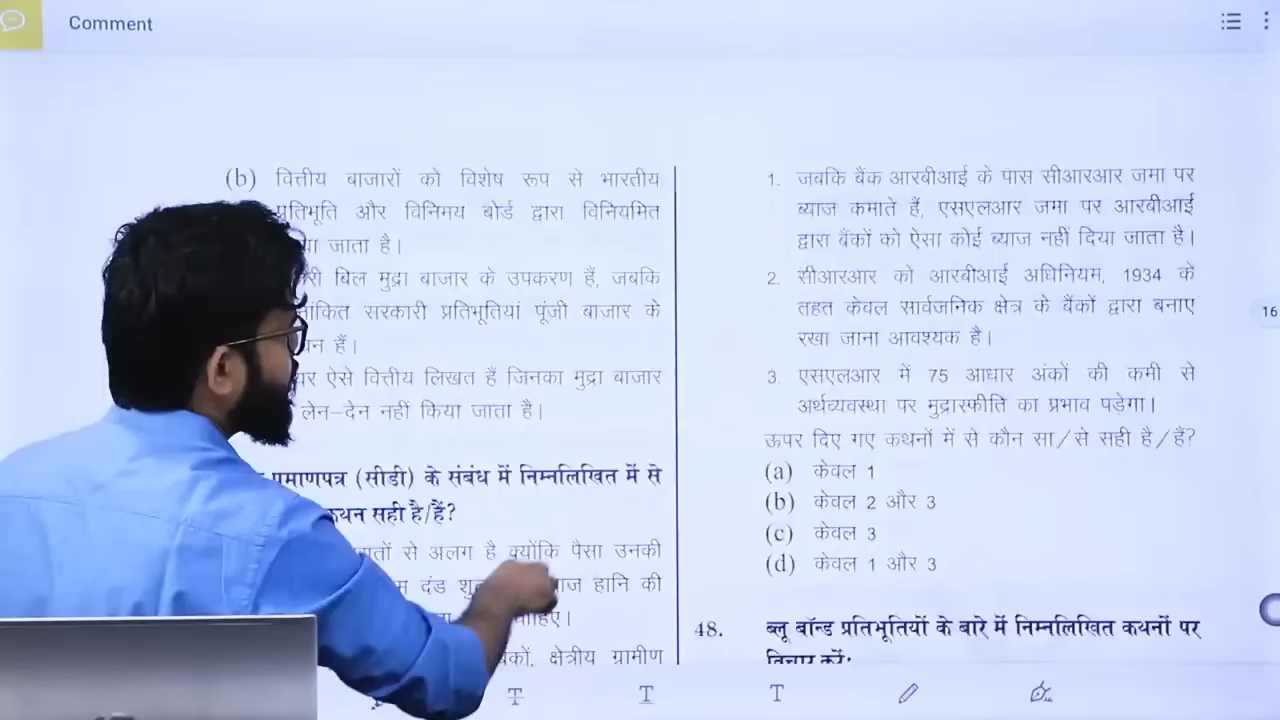 Comment
(b) वित्तीय बाजारों को विशेष रूप से भारतीय
प्रतिभूति और विनिमय बोर्ड द्वारा विनियमित
जाता है।
बिल मुद्रा बाजार के उपकरण हैं, जबकि
सरकारी प्रतिभूतियां पूंजी बाजार के
हैं।
ऐसे वित्तीय लिखत हैं जिनका मुद्रा बाजार
लेन–देन नहीं किया जाता है।
प्रमाणपत्र (सीडी) के संबंध में निम्नलिखित में से
कथन सही है/हैं?
से अलग है क्योंकि पैसा उनकी
दंड हानि की
चाहिए।
क्षेत्रीय ग्रामीण
1. जबकि बैंक आरबीआई के पास सीआरआर जमा पर
ब्याज कमाते हैं, एसएलआर जमा पर आरबीआई
द्वारा बैंकों को ऐसा कोई ब्याज नहीं दिया जाता है।
2. सीआरआर को आरबीआई अधिनियम, 1934 के
तहत केवल सार्वजनिक क्षेत्र के बैंकों द्वारा बनाए
रखा जाना आवश्यक है।
3. एसएलआर में 75 आधार अंकों की कमी से
अर्थव्यवस्था पर मुद्रास्फीति का प्रभाव पड़ेगा।
ऊपर दिए गए कथनों में से कौन सा/से सही है/हैं?
(a) केवल 1
(b) केवल 2 और 3
(c) केवल 3
(d) केवल 1 और 3
48. ब्लू बॉन्ड प्रतिभूतियों के बारे में निम्नलिखित कथनों पर
विचार करें:
16